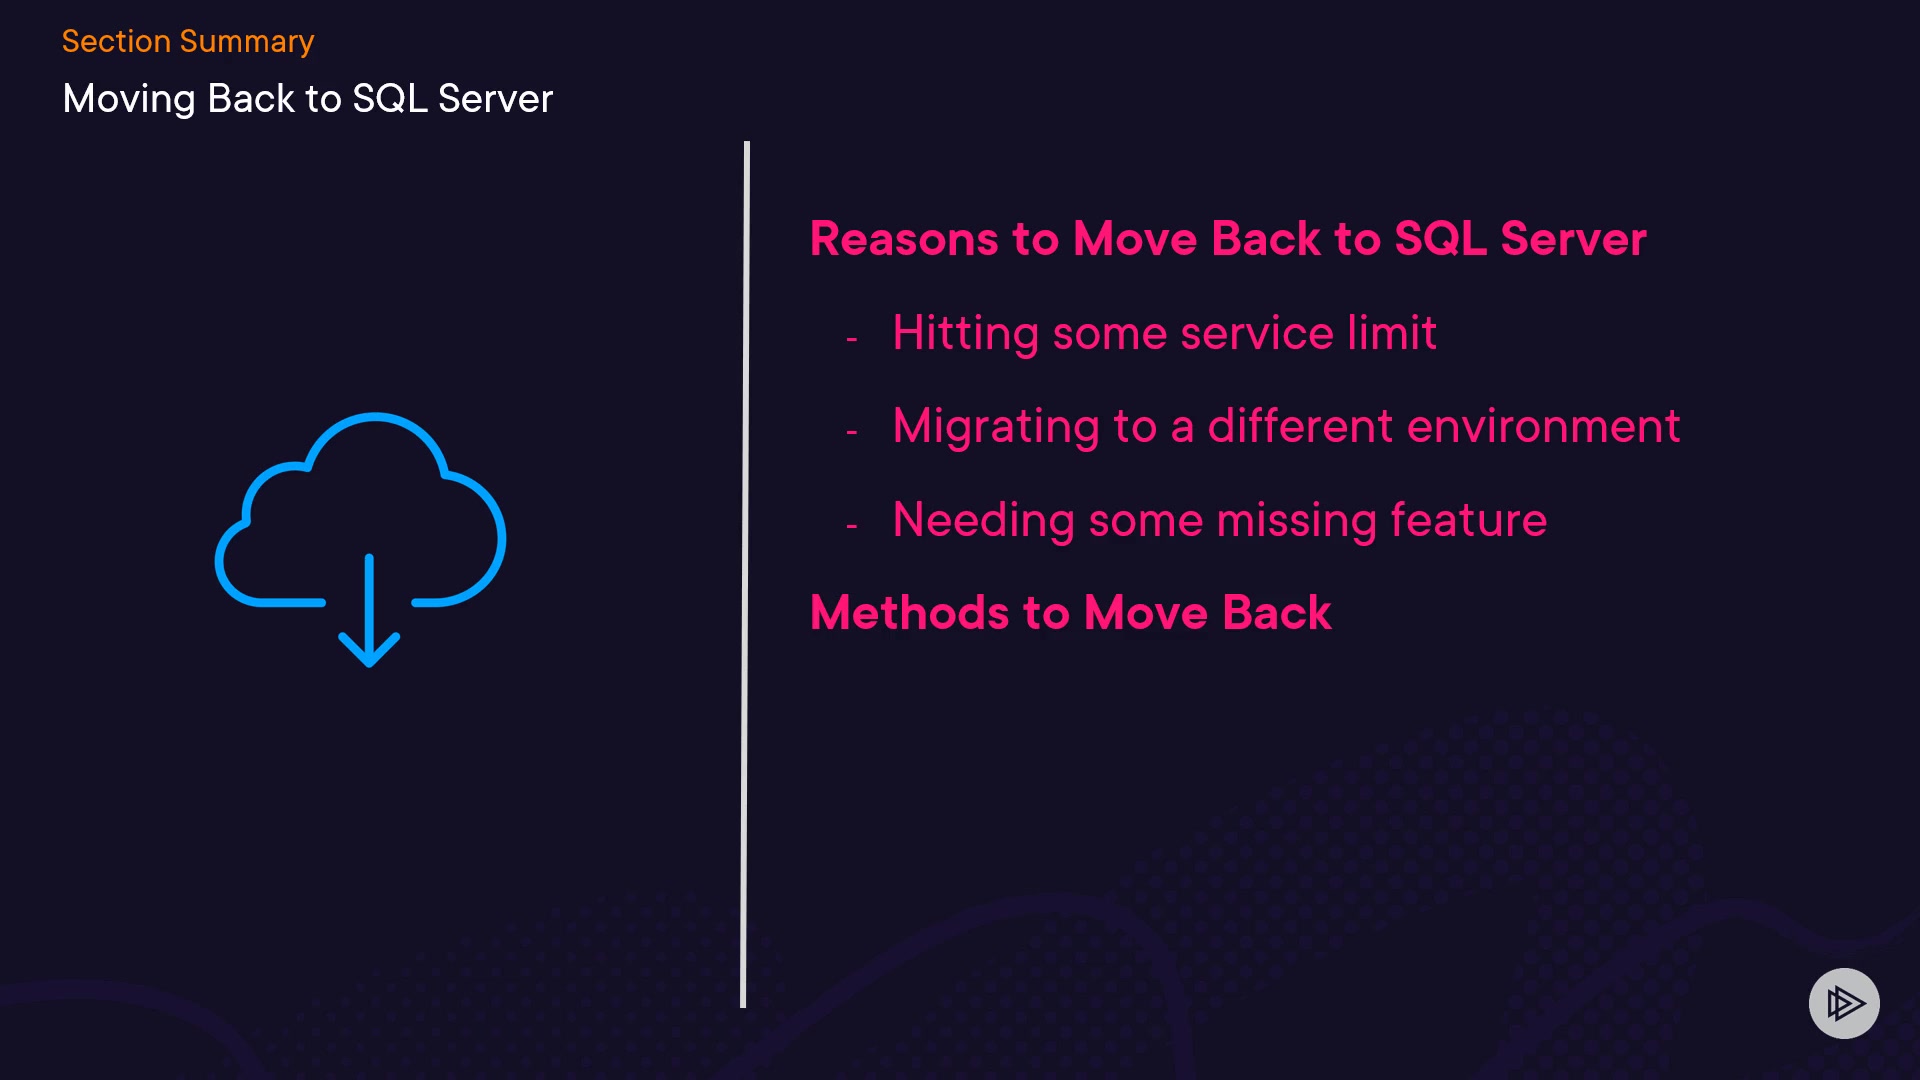 Section Summary
Moving Back to SQL Server
Reasons to Move Back to SQL Server
- Hitting some service limit
- Migrating to a different environment
- Needing some missing feature
Methods to Move Back